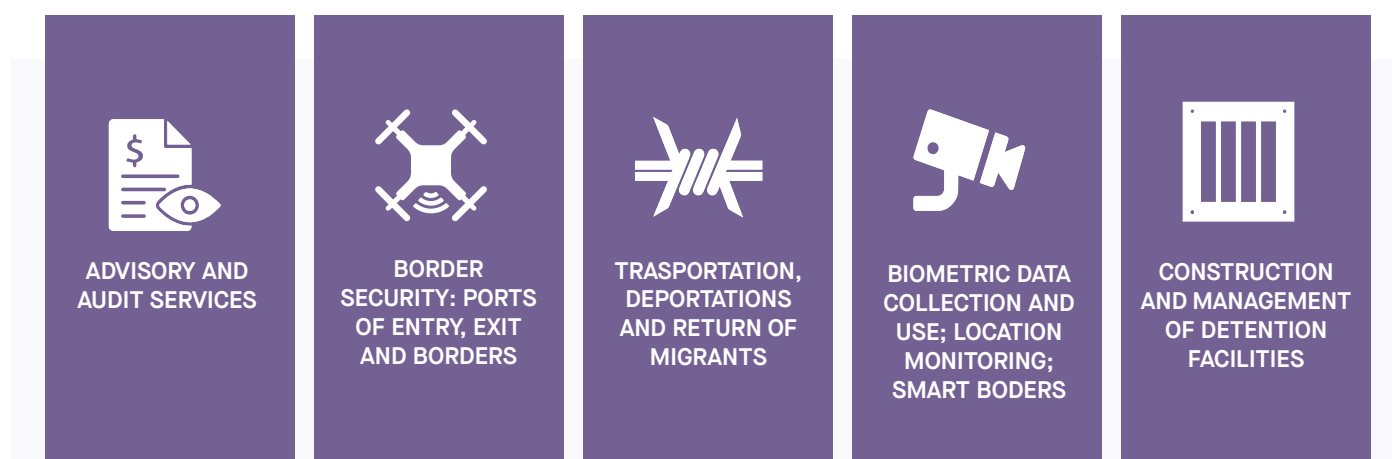 $
ADVISORY AND
AUDIT SERVICES
BORDER
SECURITY: PORTS
OF ENTRY, EXIT
AND BORDERS
TRASPORTATION,
DEPORTATIONS
AND RETURN OF
MIGRANTS
BIOMETRIC DATA
COLLECTION AND
USE; LOCATION
MONITORING;
SMART BODERS
CONSTRUCTION
AND MANAGEMENT
OF DETENTION
FACILITIES